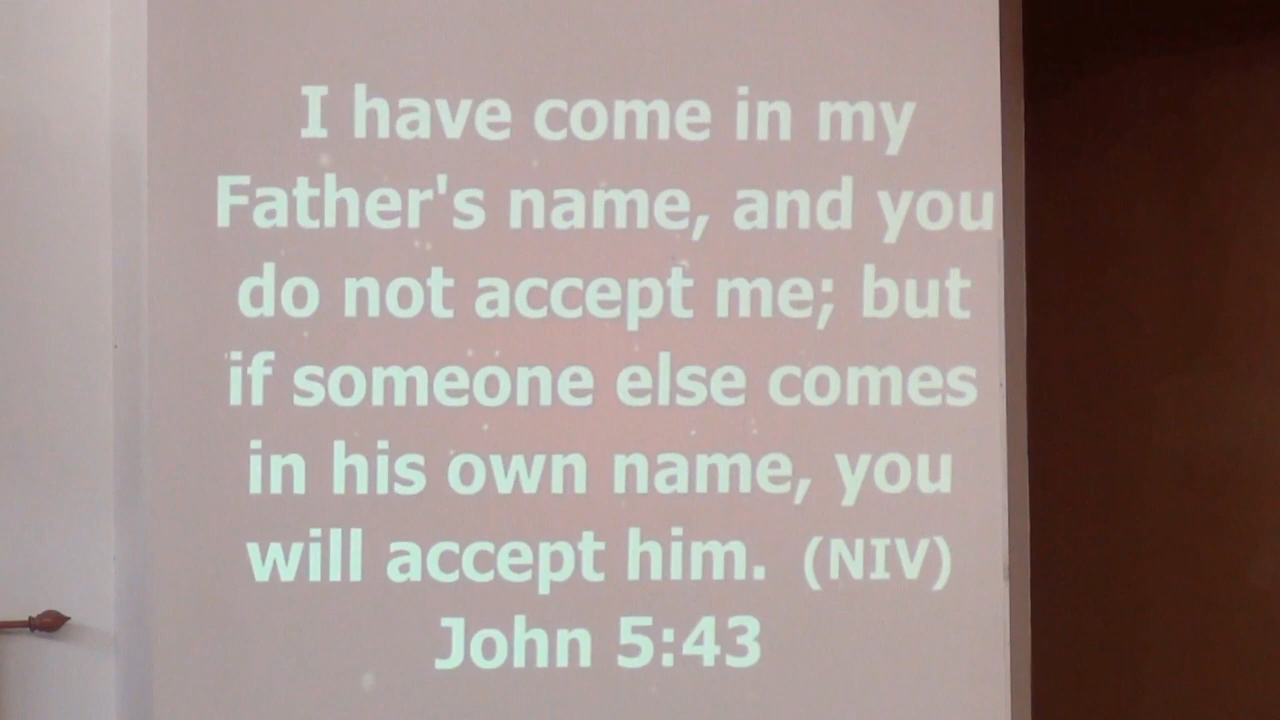 I have come in my
Father's name, and you
do not accept me; but
if someone else comes
in his own name, you
will accept him. (NIV)
John 5:43